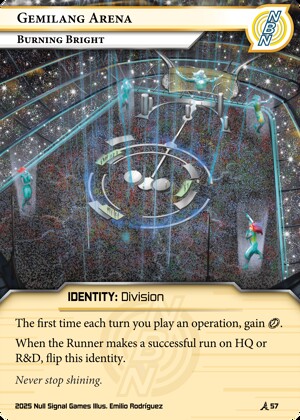 GEMILANG ARENA
BURNING BRIGHT
NBN
IDENTITY: Division
The first time each turn you play an operation, gain
When the Runner makes a successful run on HQ or
R&D, flip this identity.
Never stop shining.
2025 Null Signal Games Illus. Emilio Rodríguez
57